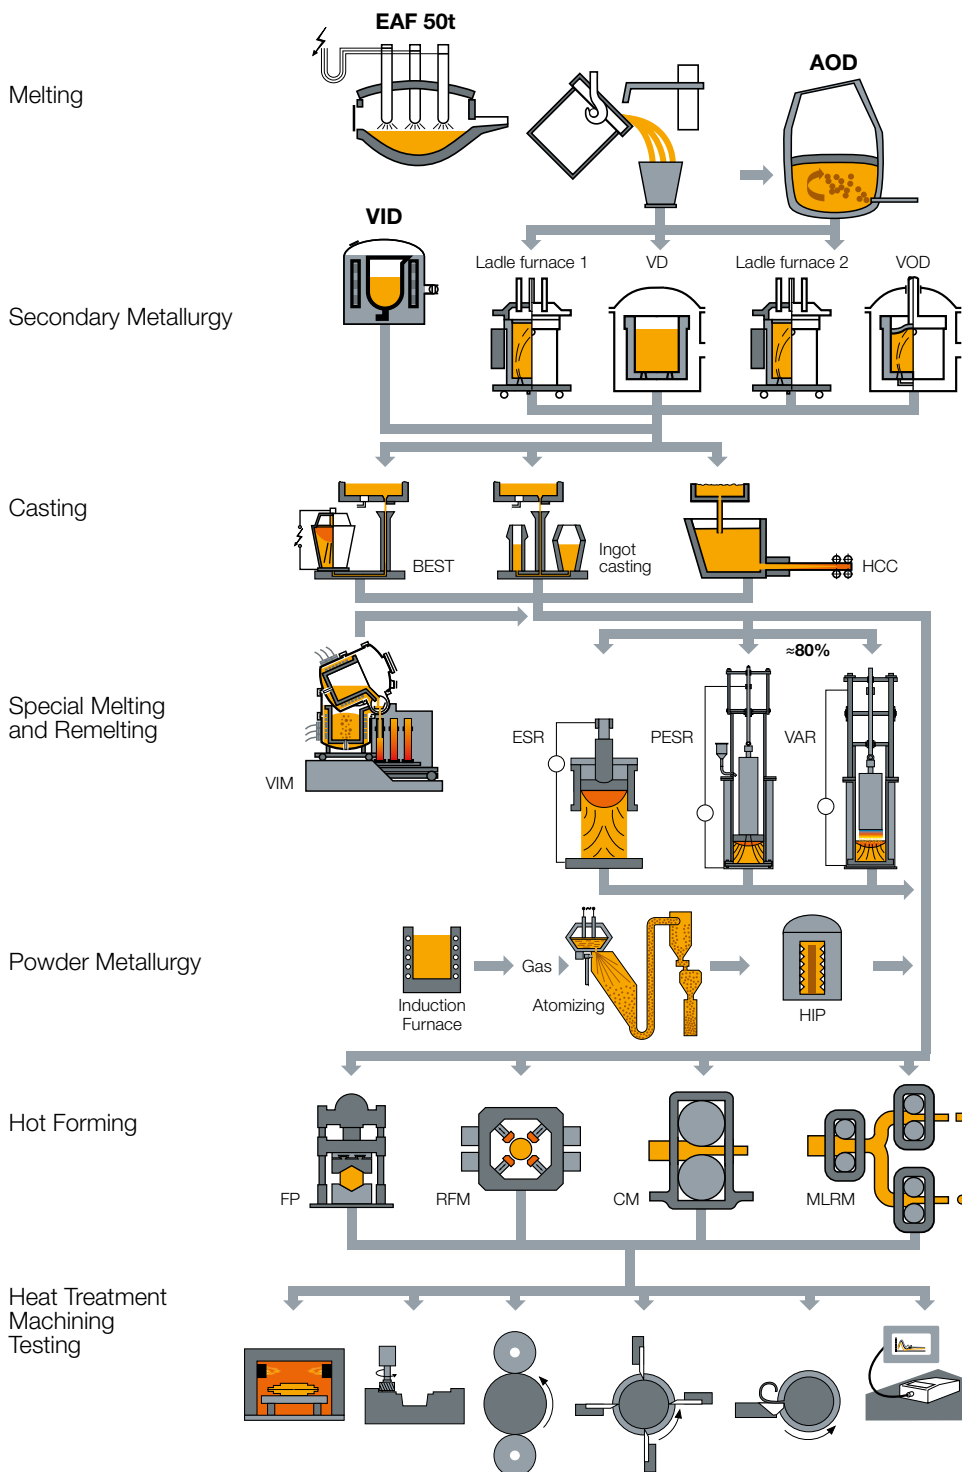 EAF 50t
Melting
AOD
VID
Ladle furnace 1
VD
Ladle furnace 2
VOD
Secondary Metallurgy
Casting
BEST
Ingot
casting
HCC
≈80%
Special Melting
and Remelting
ESR
PESR
VAR
VIM
Powder Metallurgy
Gas
Induction
Furnace
Atomizing
HIP
Hot Forming
FP
RFM
CM
MLRM
Heat Treatment
Machining
Testing